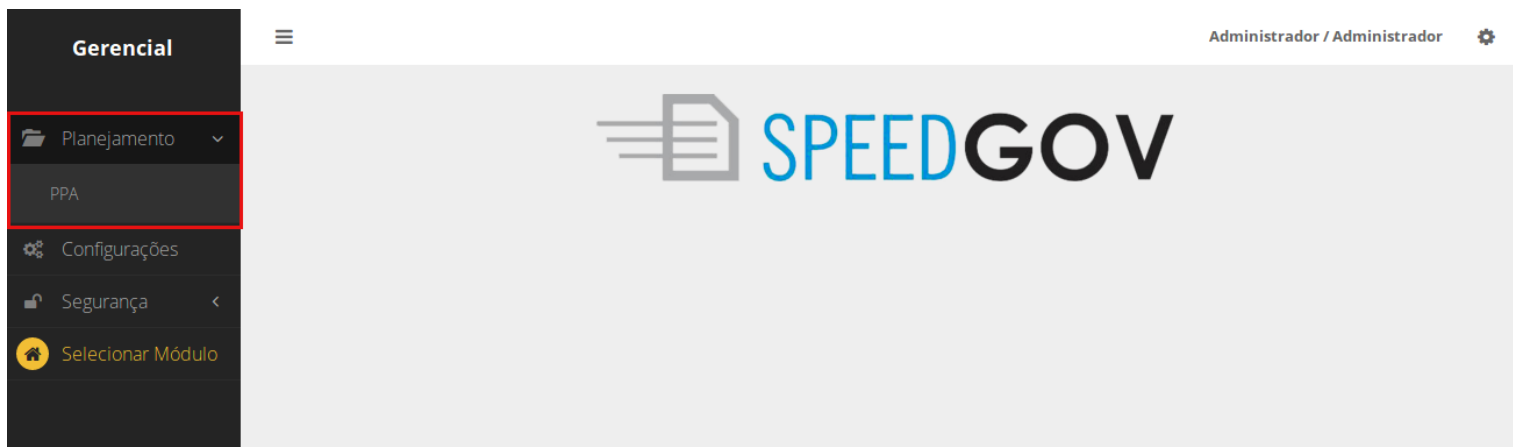 Gerencial
Administrador / Administrador
SPEEDGOV
Planejamento
PPA
Configurações
Segurança
Selecionar Módulo